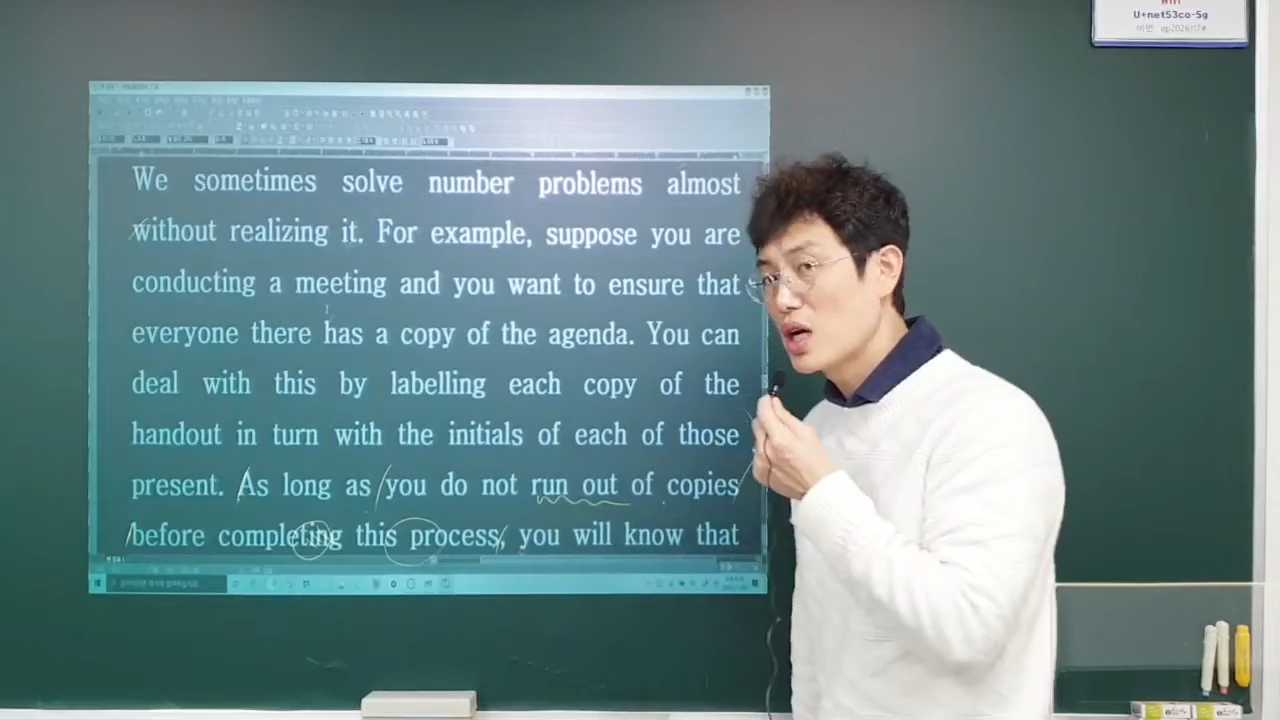 WiFi
U+net53co-5g
We sometimes solve number problems almost
without realizing it. For example, suppose you are
conducting a meeting and you want to ensure that
everyone there has a copy of the agenda. You can
deal with this by labelling each copy of the
handout in turn with the initials of each of those
present. As long as you do not run out of copies
before completing this process, you will know that